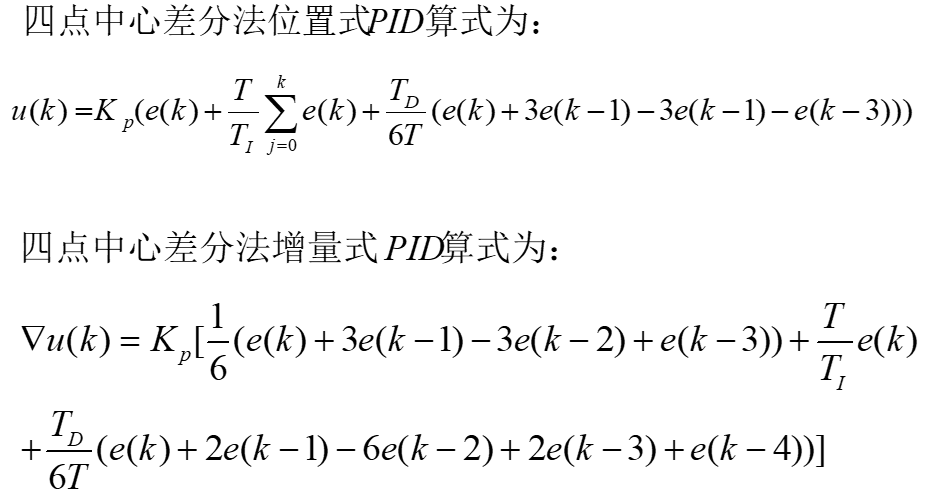 四点中心差分法位置式PID算式为：
u(k) =K_p(e(k) + \frac{T}{T_I} \sum_{j=0}^{k} e(k) + \frac{T_D}{6T} (e(k) + 3e(k −1) −3e(k −1) − e(k −3)))
四点中心差分法增量式 PID算式为：
∇u(k) = K_p[\frac{1}{6}(e(k) + 3e(k −1) − 3e(k − 2) + e(k − 3)) + \frac{T}{T_I} e(k)
+ \frac{T_D}{6T}(e(k) + 2e(k −1) − 6e(k − 2) + 2e(k − 3) + e(k − 4))]